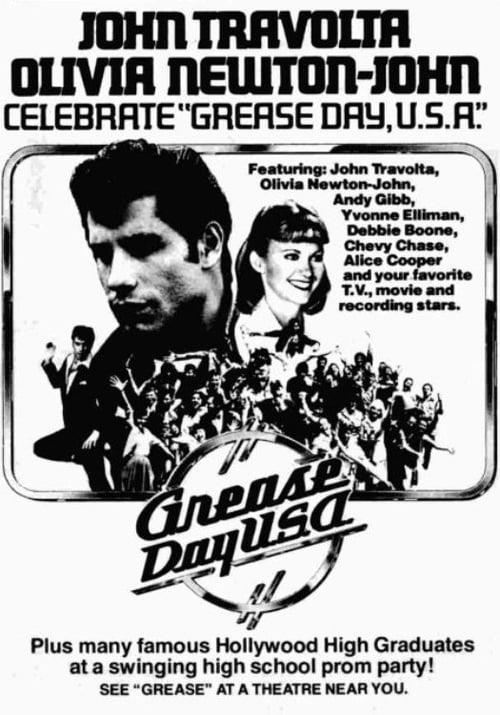 JOHN TRAVOLTA
OLIVIA NEWTON-JOHN
CELEBRATE "GREASE DAY, U.S.A."
Featuring: John Travolta,
Olivia Newton-John,
Andy Gibb,
Yvonne Elliman,
Debbie Boone,
Chevy Chase,
Alice Cooper
and your favorite
T.V., movie and
recording stars.
Grease
Day USA
Plus many famous Hollywood High Graduates
at a swinging high school prom party!
SEE "GREASE" AT A THEATRE NEAR YOU.